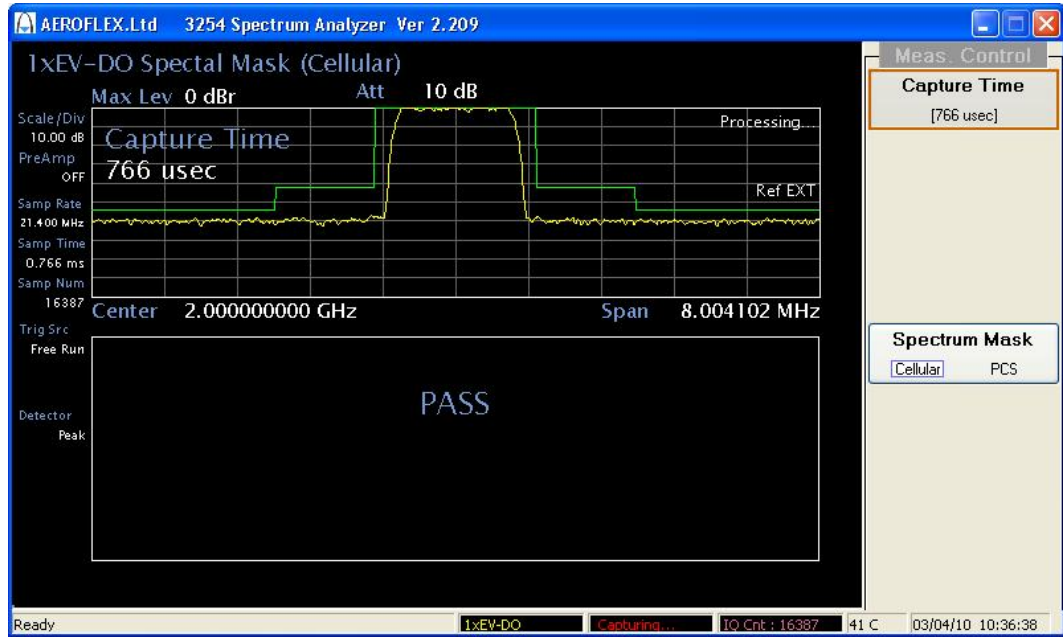 AEROFLEX.Ltd 3254 Spectrum Analyzer Ver 2.209
1xEV-DO Spectal Mask (Cellular)
Max Lev 0 dBr Att 10 dB
Scale/Div
10.00 dB
PreAmp
OFF
Samp Rate
21.400 MHz
Samp Time
0.766 ms
Samp Num
16387
Trig Src
Free Run
Detector
Peak
Capture Time
766 usec
Processing...
Ref EXT
Center 2.000000000 GHz Span 8.004102 MHz
PASS
Meas. Control
Capture Time
[766 usec]
Spectrum Mask
Cellular PCS
Ready 1xEV-DO Capturing... IQ Cnt : 16387 41 C 03/04/10 10:36:38